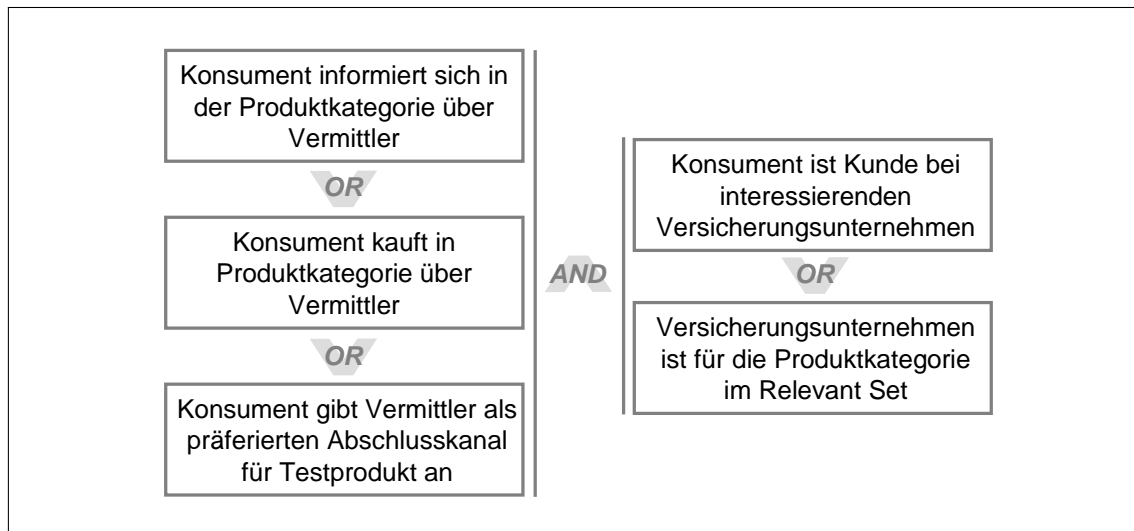 Konsument informiert sich in
der Produktkategorie über
Vermittler
OR
Konsument kauft in
Produktkategorie über
Vermittler
OR
Konsument gibt Vermittler als
präferierten Abschlusskanal
für Testprodukt an
AND
Konsument ist Kunde bei
interessierenden
Versicherungsunternehmen
OR
Versicherungsunternehmen
ist für die Produktkategorie
im Relevant Set